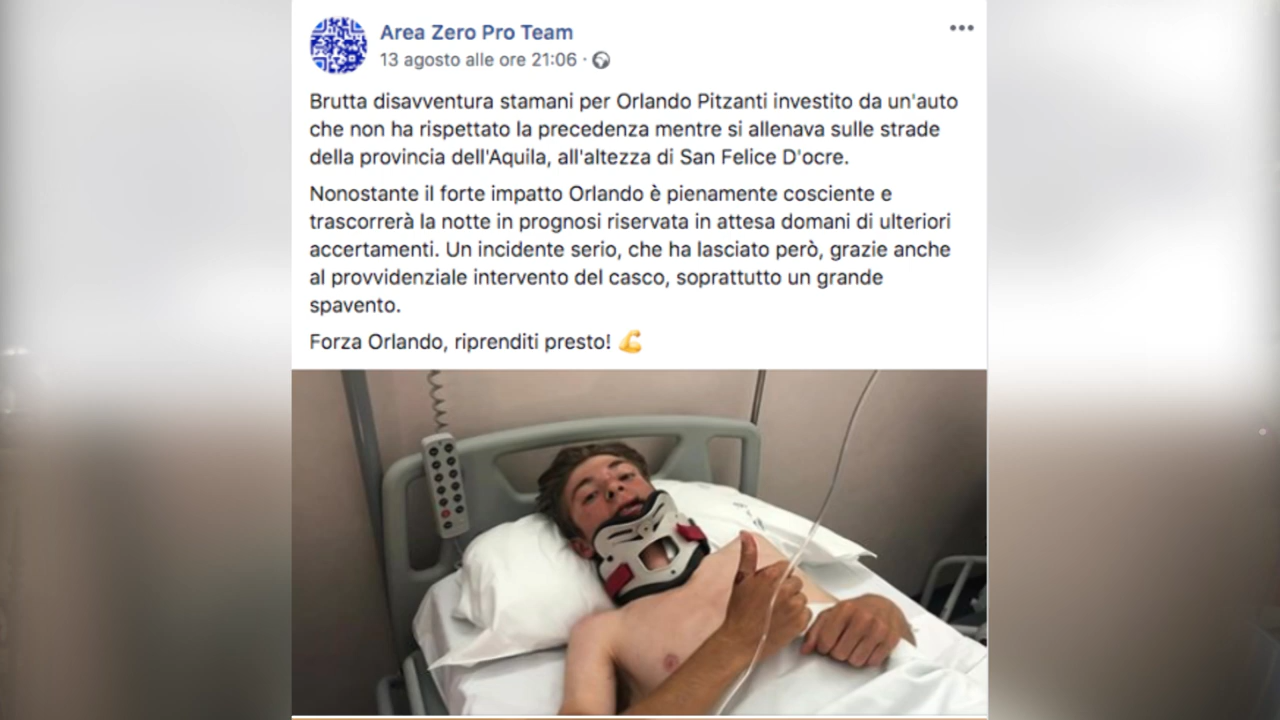 Area Zero Pro Team
13 agosto alle ore 21:06 ·
Brutta disavventura stamani per Orlando Pitzanti investito da un'auto
che non ha rispettato la precedenza mentre si allenava sulle strade
della provincia dell'Aquila, all'altezza di San Felice D'ocre.
Nonostante il forte impatto Orlando è pienamente cosciente e
trascorrerà la notte in prognosi riservata in attesa domani di ulteriori
accertamenti. Un incidente serio, che ha lasciato però, grazie anche
al provvidenziale intervento del casco, soprattutto un grande
spavento.
Forza Orlando, riprenditi presto! 💪